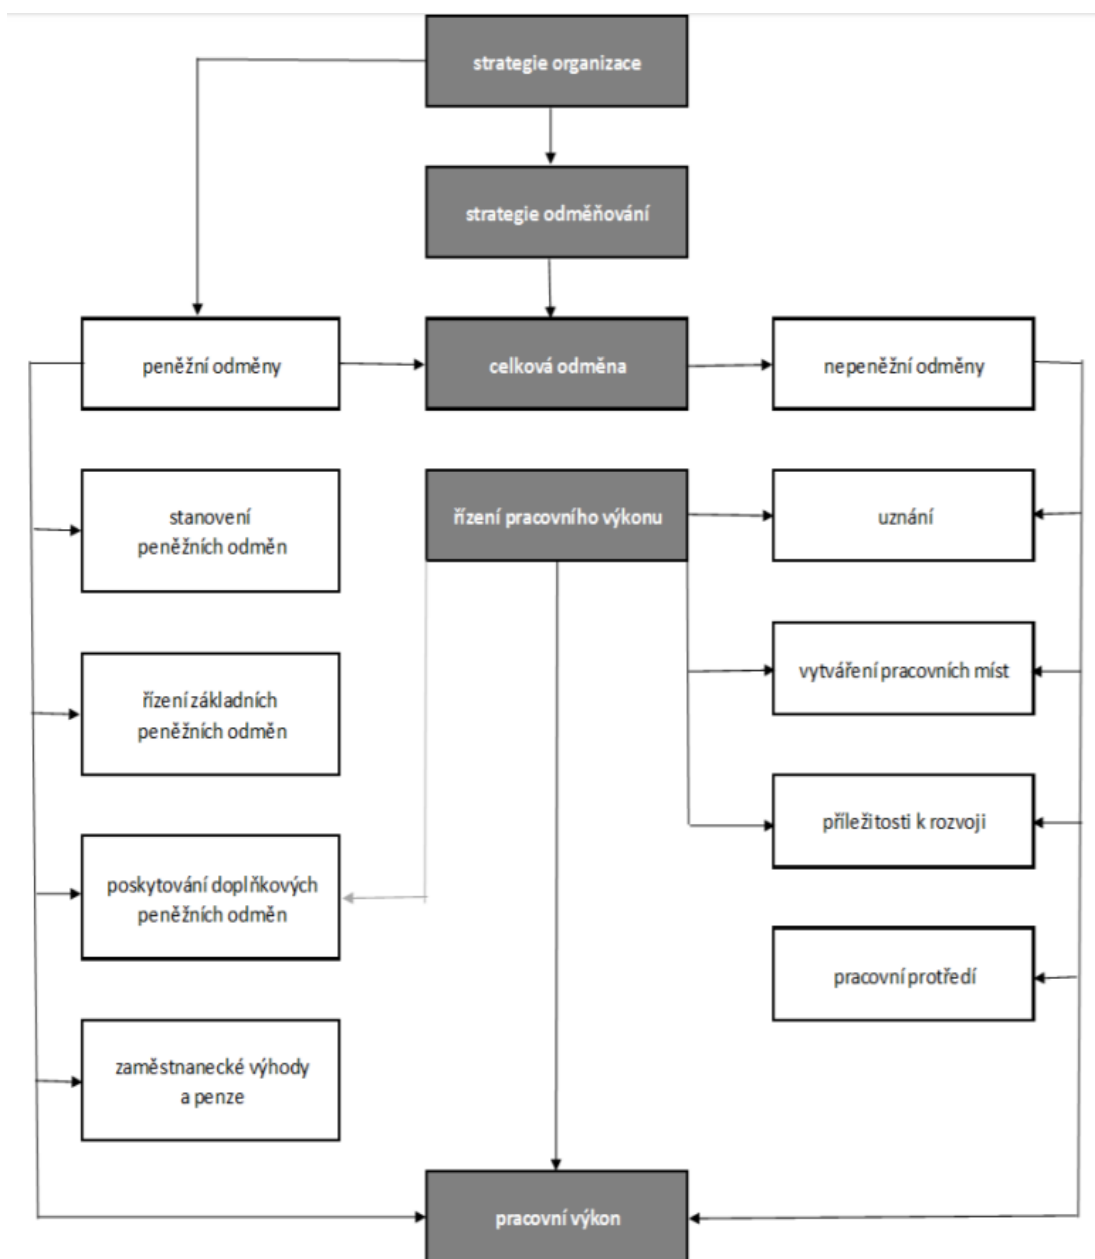 strategie organizace
strategie odměňování
peněžní odměny
celková odměna
nepeněžní odměny
stanovení
peněžních odměn
řízení pracovního výkonu
uznání
řízení základních
peněžních odměn
vytváření pracovních míst
poskytování doplňkových
peněžních odměn
příležitosti k rozvoji
pracovní protředí
zaměstnanecké výhody
a penze
pracovní výkon